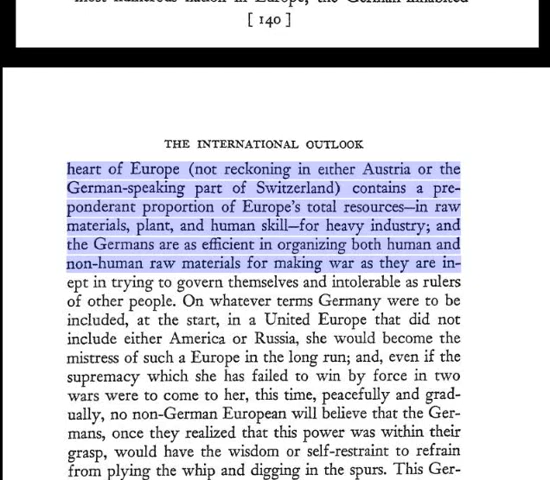 most numerous nation in Europe, the German-inhabited
[ 140 ]
THE INTERNATIONAL OUTLOOK
heart of Europe (not reckoning in either Austria or the
German-speaking part of Switzerland) contains a pre-
ponderant proportion of Europe's total resources—in raw
materials, plant, and human skill—for heavy industry; and
the Germans are as efficient in organizing both human and
non-human raw materials for making war as they are in-
ept in trying to govern themselves and intolerable as rulers
of other people. On whatever terms Germany were to be
included, at the start, in a United Europe that did not
include either America or Russia, she would become the
mistress of such a Europe in the long run; and, even if the
supremacy which she has failed to win by force in two
wars were to come to her, this time, peacefully and grad-
ually, no non-German European will believe that the Ger-
mans, once they realized that this power was within their
grasp, would have the wisdom or self-restraint to refrain
from plying the whip and digging in the spurs. This Ger-